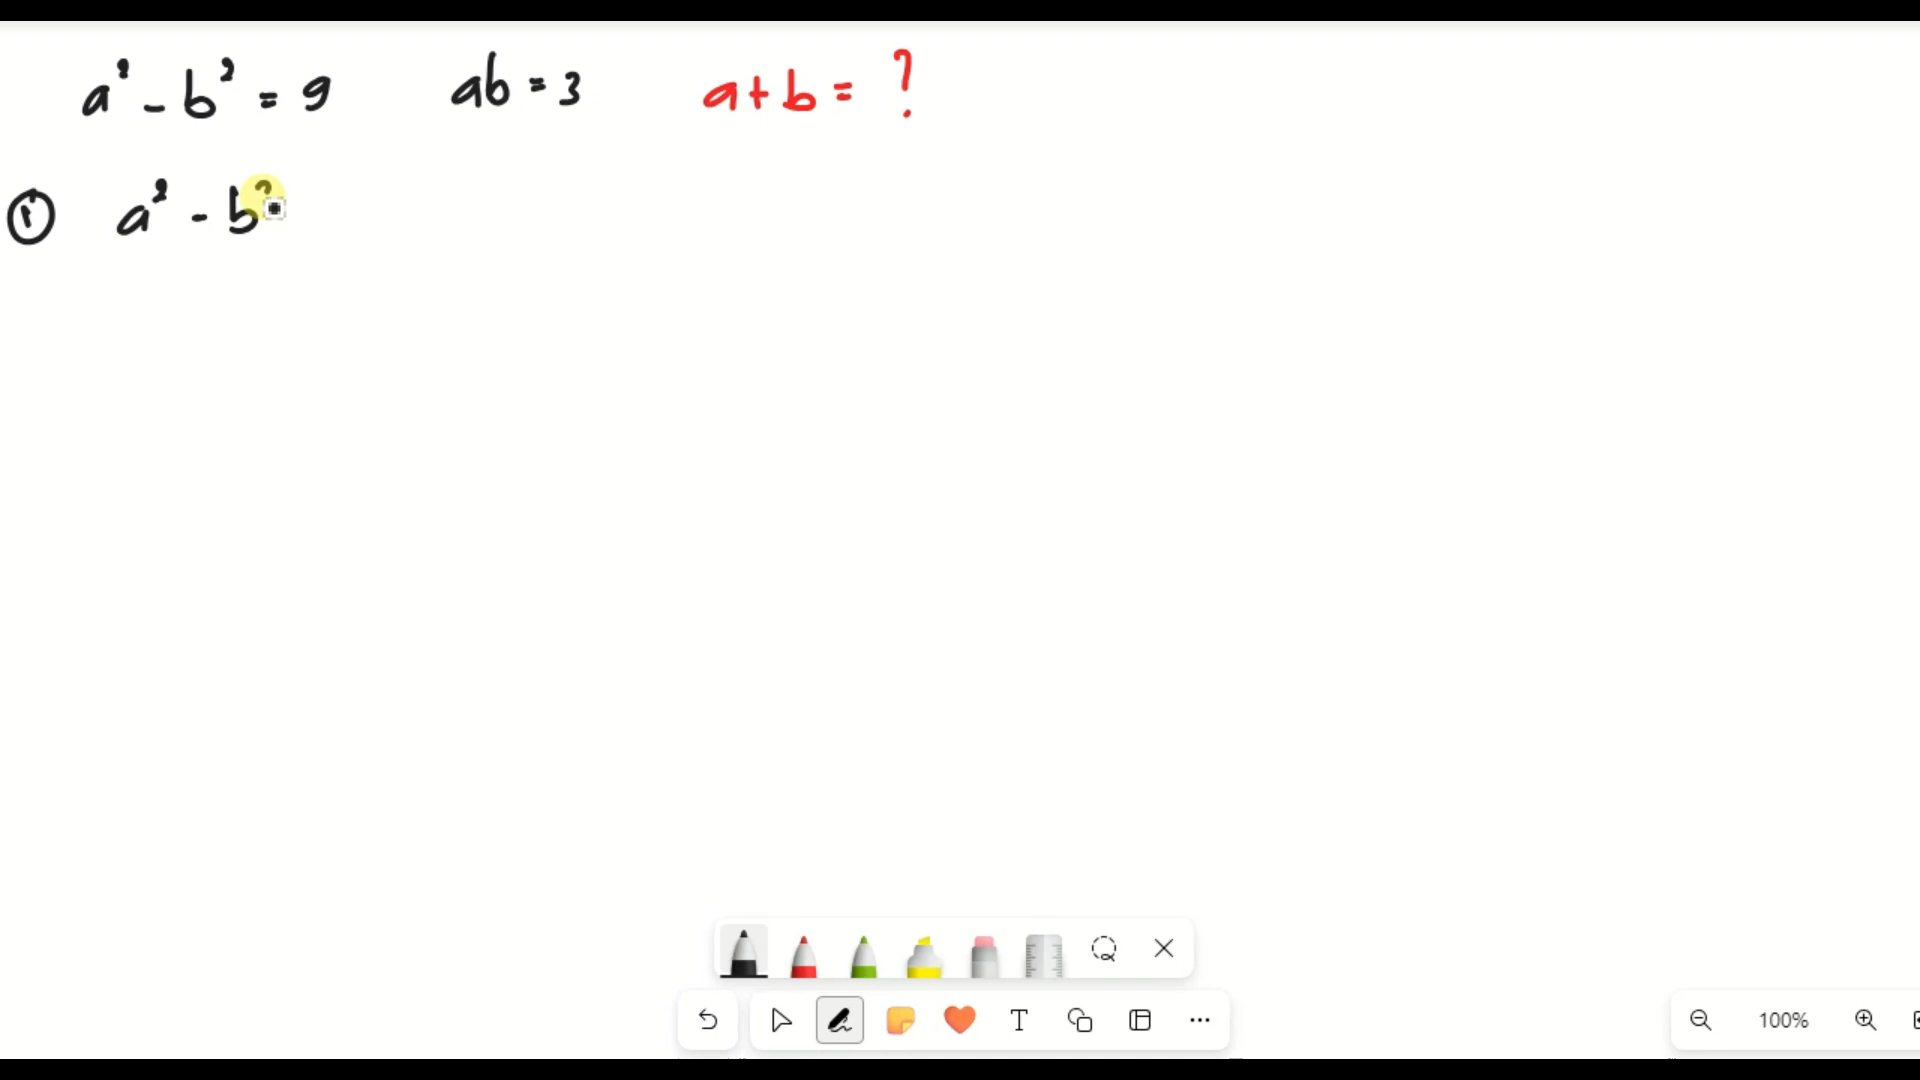 a² - b² = 9 ab = 3 a + b = ?
① a² - b²
T
100%